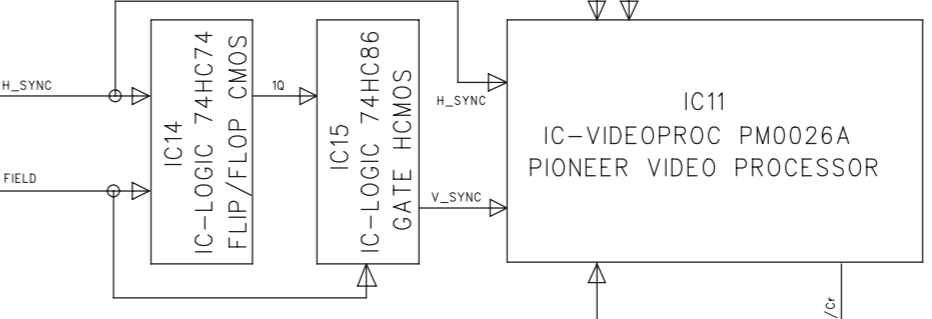 H_SYNC
FIELD
IC14
IC-LOGIC 74HC74
FLIP/FLOP CMOS
1Q
IC15
IC-LOGIC 74HC86
GATE HCMOS
H_SYNC
V_SYNC
IC11
IC-VIDEOPROC PM0026A
PIONEER VIDEO PROCESSOR
/Cr